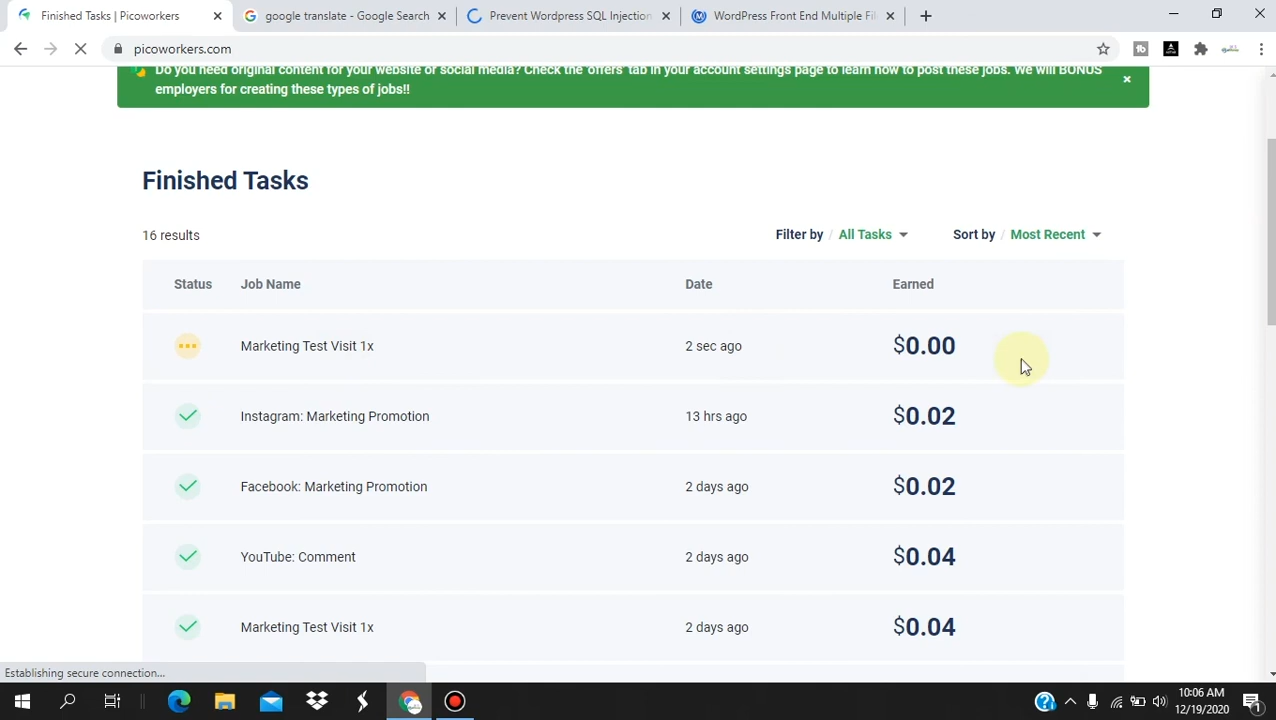 Finished Tasks | Picoworkers
google translate - Google Search
Prevent Wordpress SQL Injection
WordPress Front End Multiple Fil
picoworkers.com
Do you need original content for your website or social media? Check the 'offers' tab in your account settings page to learn how to post these jobs. We will BONUS
employers for creating these types of jobs!!
Finished Tasks
16 results
Filter by / All Tasks
Sort by / Most Recent
Status Job Name Date Earned
Marketing Test Visit 1x 2 sec ago $0.00
Instagram: Marketing Promotion 13 hrs ago $0.02
Facebook: Marketing Promotion 2 days ago $0.02
YouTube: Comment 2 days ago $0.04
Marketing Test Visit 1x 2 days ago $0.04
Establishing secure connection...
10:06 AM
12/19/2020
1